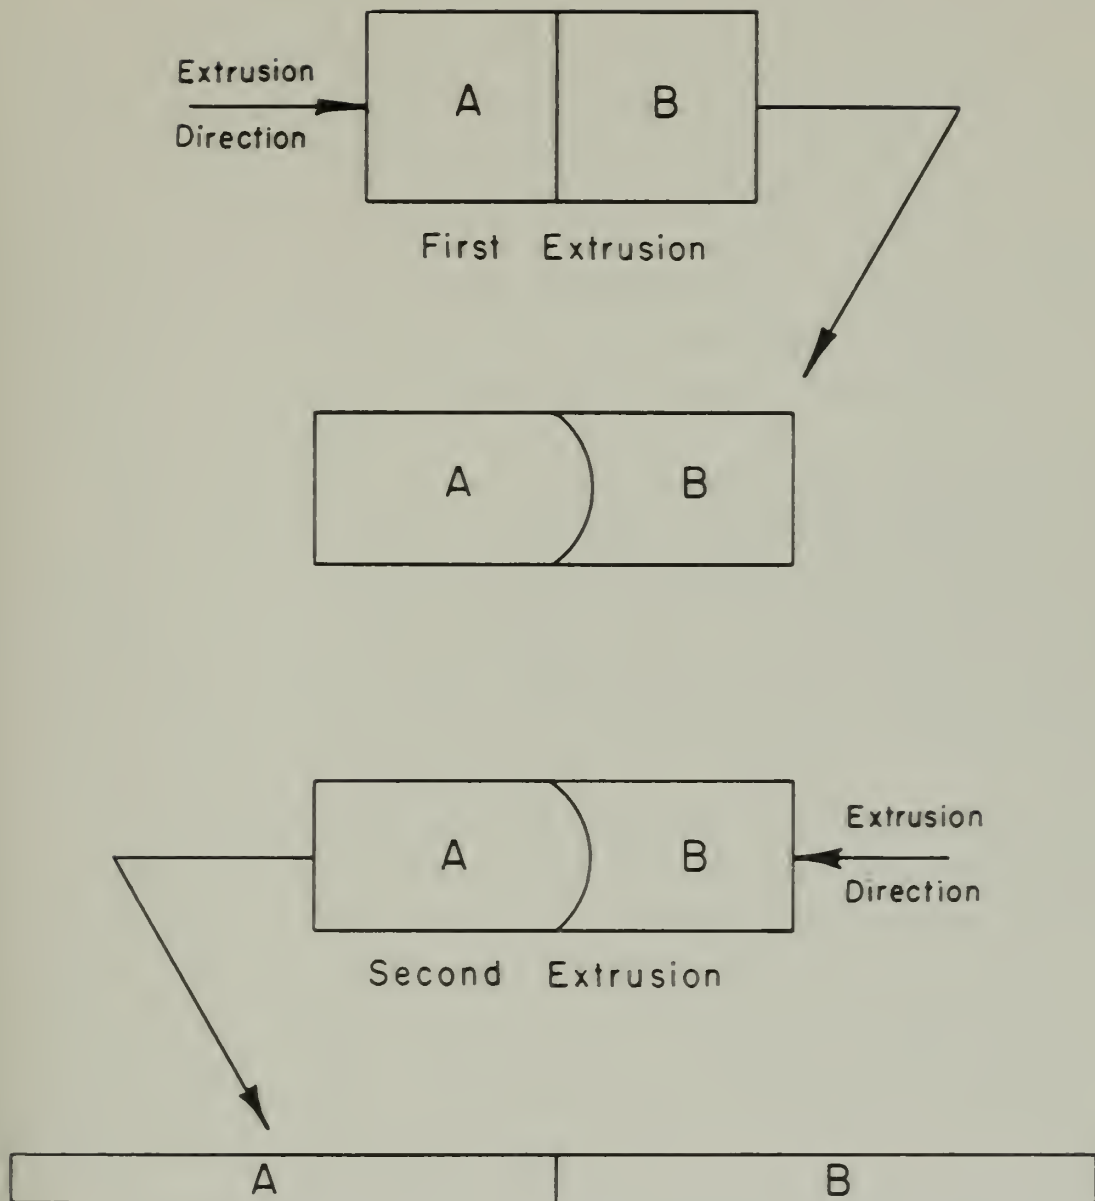 Extrusion
Direction
A B
First Extrusion
A B
A B
Extrusion
Direction
Second Extrusion
A B